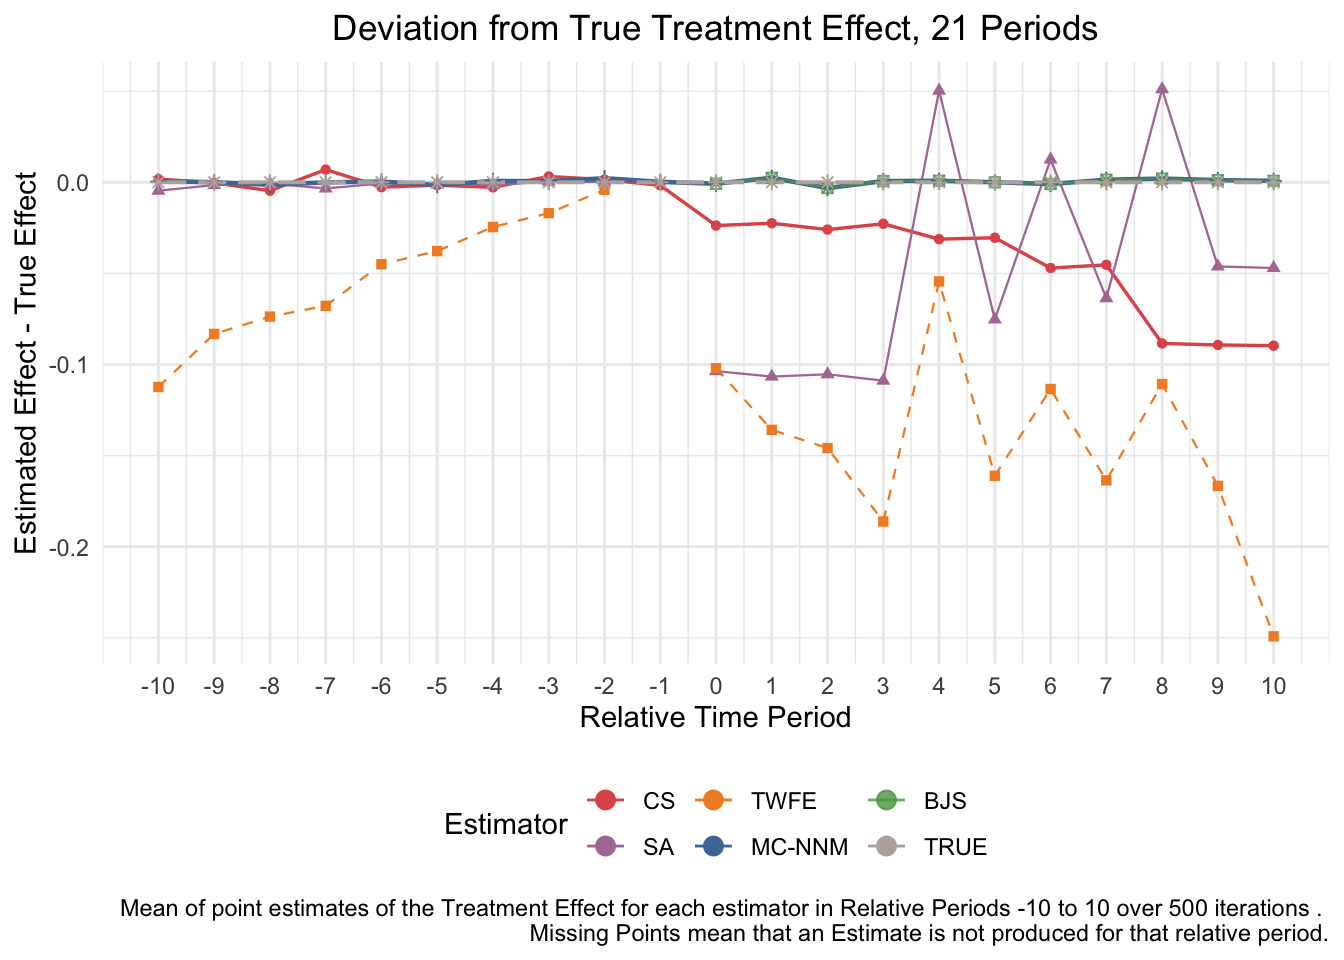 Deviation from True Treatment Effect, 21 Periods
Estimated Effect - True Effect
0.0
-0.1
-0.2
-10 -9 -8 -7 -6 -5 -4 -3 -2 -1 0 1 2 3 4 5 6 7 8 9 10
Relative Time Period
Estimator
CS TWFE BJS
SA MC-NNM TRUE
Mean of point estimates of the Treatment Effect for each estimator in Relative Periods -10 to 10 over 500 iterations .
Missing Points mean that an Estimate is not produced for that relative period.